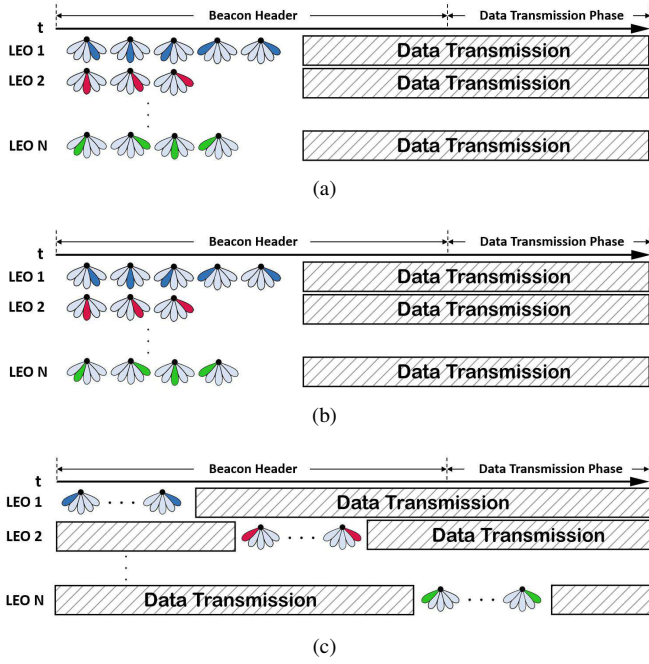 Beacon Header Data Transmission Phase
t
LEO 1 Data Transmission
LEO 2 Data Transmission
LEO N Data Transmission
(a)
Beacon Header Data Transmission Phase
t
LEO 1 Data Transmission
LEO 2 Data Transmission
LEO N Data Transmission
(b)
Beacon Header Data Transmission Phase
t
LEO 1 Data Transmission
LEO 2 Data Transmission
LEO N Data Transmission
(c)